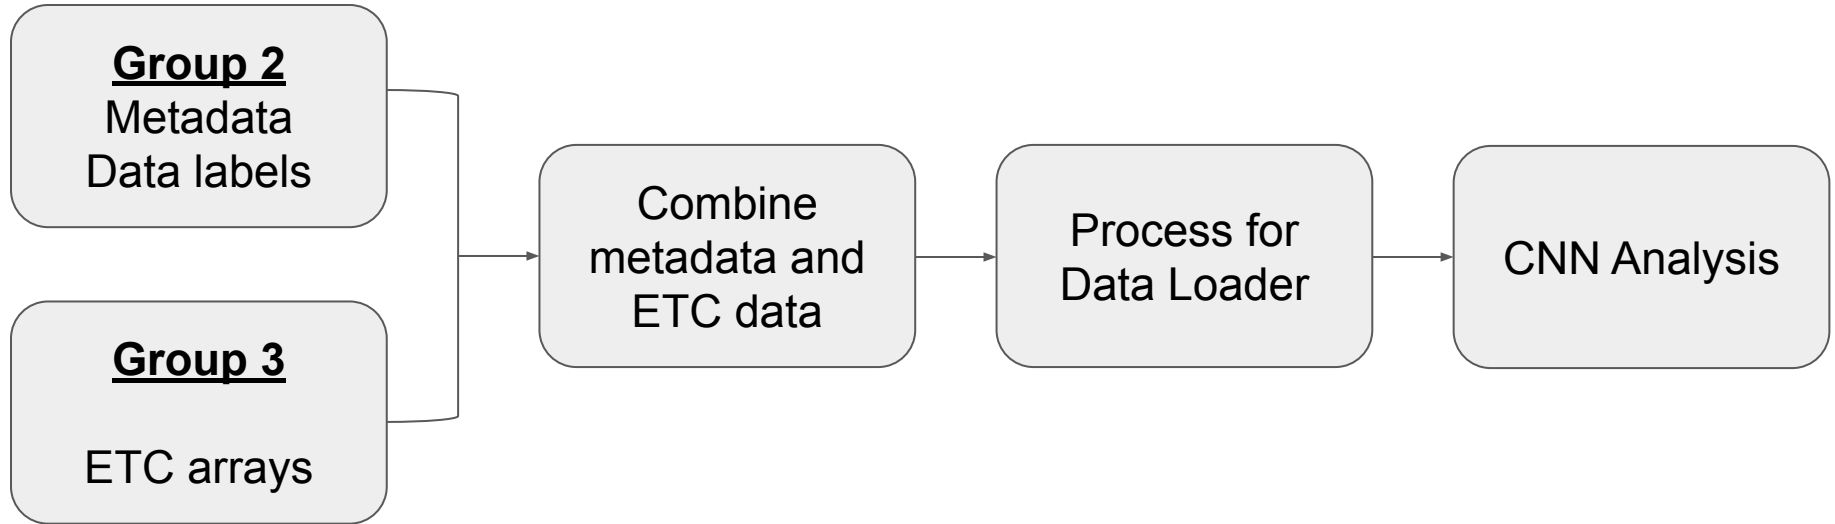 Group 2
Metadata
Data labels
Group 3
ETC arrays
Combine
metadata and
ETC data
Process for
Data Loader
CNN Analysis